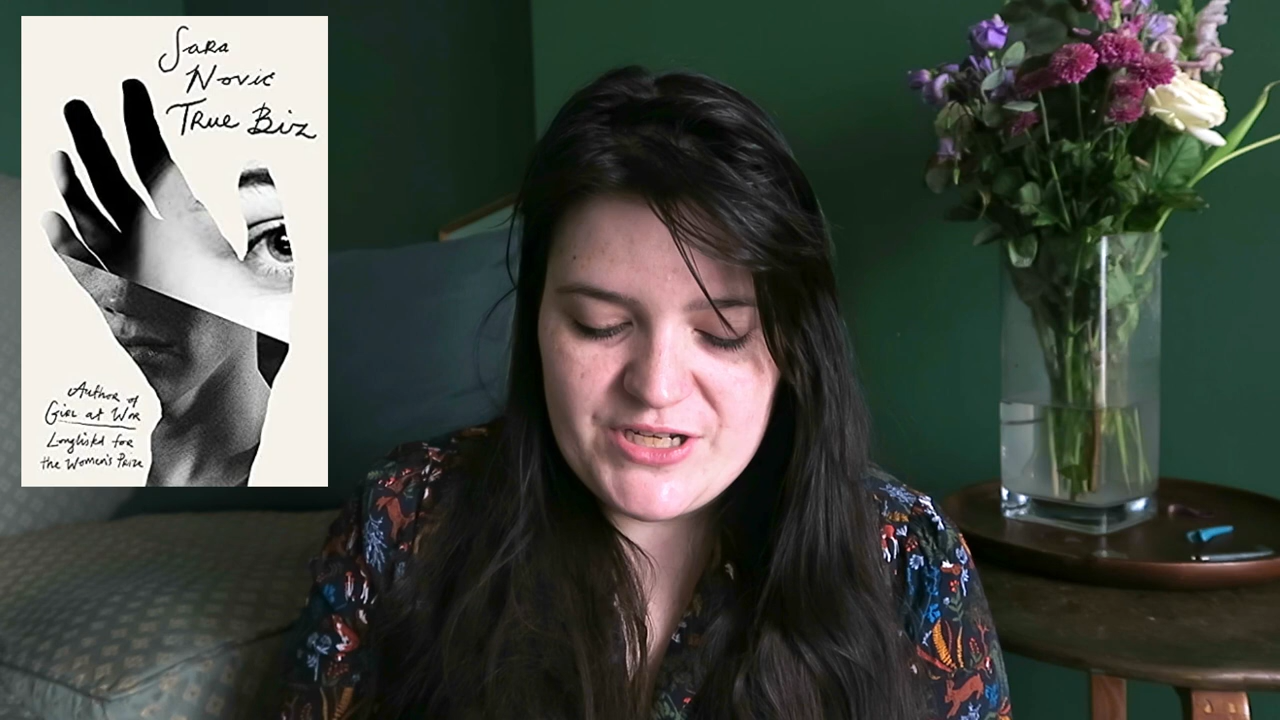 Sara
Novic
True Biz
Author of
Girl at War
Longlisted for
the Women's Prize